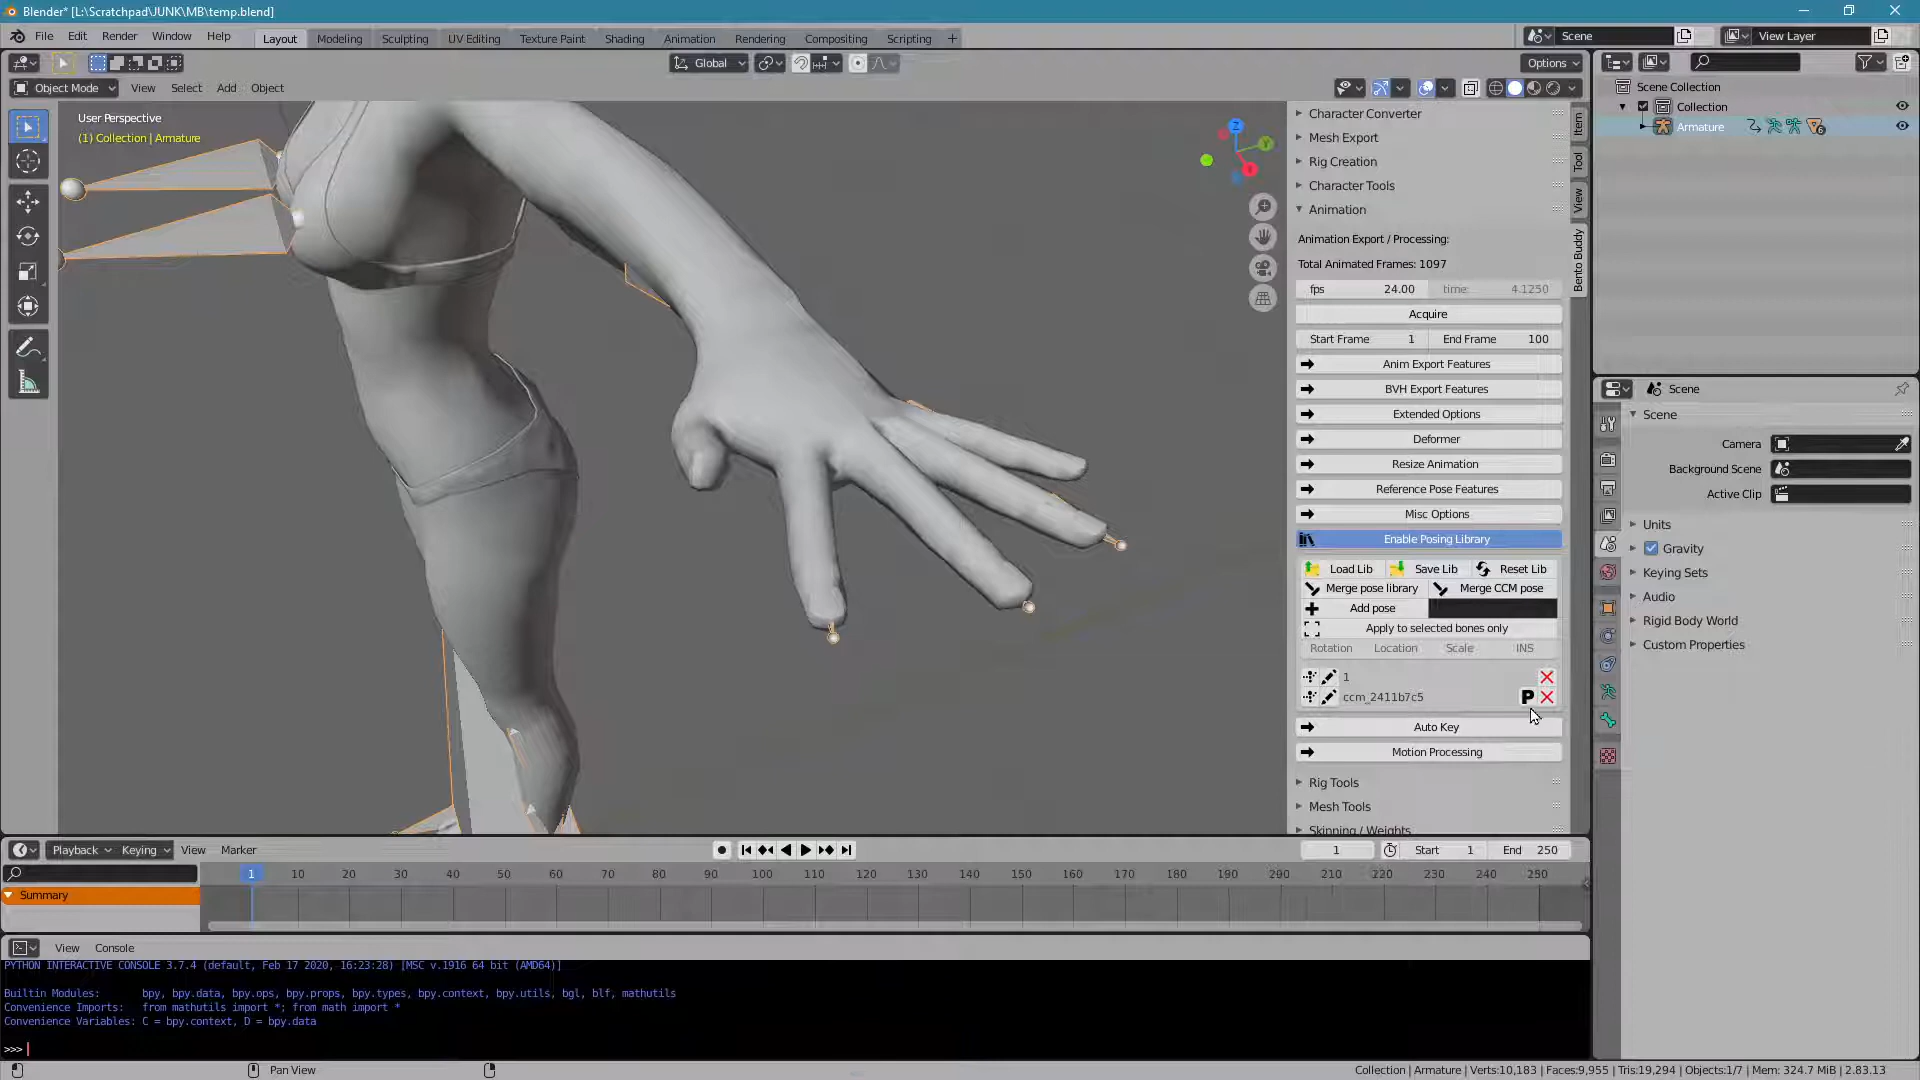 Blender* [L:\Scratchpad\JUNK\MB\temp.blend]
File Edit Render Window Help Layout Modeling Sculpting UV Editing Texture Paint Shading Animation Rendering Compositing Scripting + Scene View Layer
Global Options
Object Mode View Select Add Object
User Perspective
(1) Collection | Armature
Z
Y
X
Character Converter
Mesh Export
Rig Creation
Character Tools
Animation
Animation Export / Processing:
Total Animated Frames: 1097
fps 24.00 time: 4.1250
Acquire
Start Frame 1 End Frame 100
Anim Export Features
BVH Export Features
Extended Options
Deformer
Resize Animation
Reference Pose Features
Misc Options
Enable Posing Library
Load Lib Save Lib Reset Lib
Merge pose library Merge CCM pose
Add pose
Apply to selected bones only
Rotation Location Scale INS
1
ccm_2411b7c5 P
Auto Key
Motion Processing
Rig Tools
Mesh Tools
Skinning / Weights
Item
Tool
View
Bento Buddy
Scene Collection
Collection
Armature 6
Scene
Scene
Camera
Background Scene
Active Clip
Units
Gravity
Keying Sets
Audio
Rigid Body World
Custom Properties
Playback Keying View Marker 1 Start 1 End 250
1 10 20 30 40 50 60 70 80 90 100 110 120 130 140 150 160 170 180 190 200 210 220 230 240 250
Summary
View Console
PYTHON INTERACTIVE CONSOLE 3.7.4 (default, Feb 17 2020, 16:23:28) [MSC v.1916 64 bit (AMD64)]
Builtin Modules: bpy, bpy.data, bpy.ops, bpy.props, bpy.types, bpy.context, bpy.utils, bgl, blf, mathutils
Convenience Imports: from mathutils import *; from math import *
Convenience Variables: C = bpy.context, D = bpy.data
>>>
Pan View
Collection | Armature | Verts:10,183 | Faces:9,955 | Tris:19,294 | Objects:1/7 | Mem: 324.7 MiB | 2.83.13